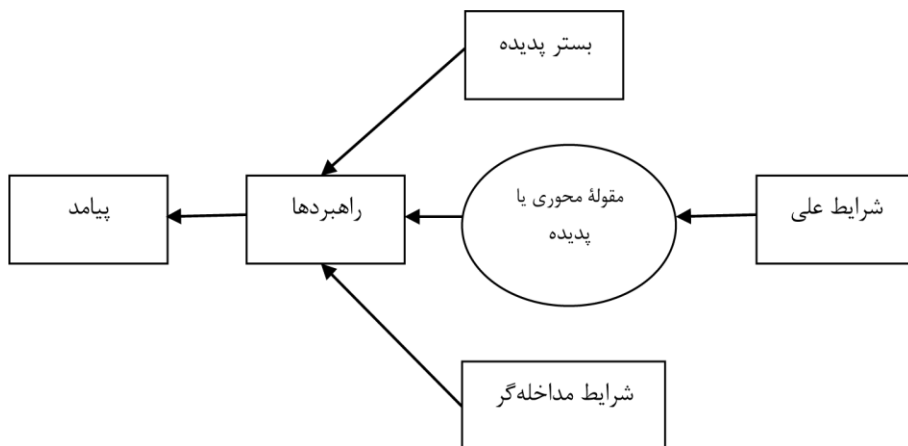 بستر پدیده
شرایط علی
مقولهٔ محوری یا
پدیده
راهبردها
پیامد
شرایط مداخله‌گر